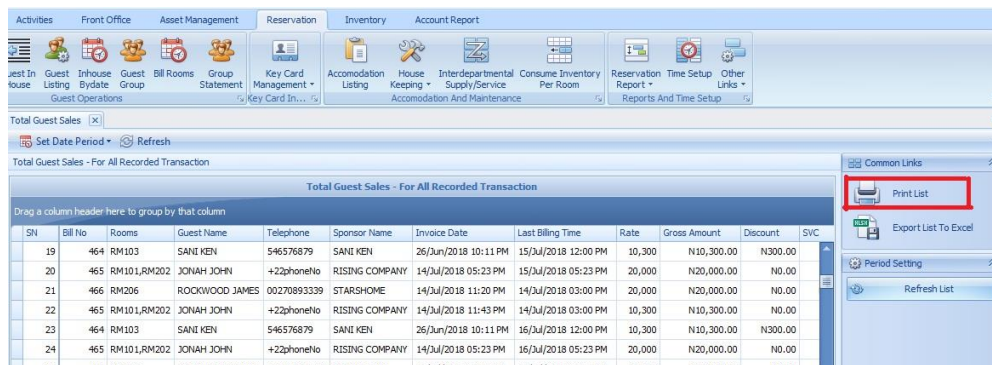 Activities Front Office Asset Management Reservation Inventory Account Report
Guest Inhouse Guest Bill Rooms Group Key Card Accomodation House Interdepartmental Consume Inventory Reservation Time Setup Other
Listing Bydate Group Statement Management Listing Keeping Supply/Service Per Room Report Links
Guest Operations Key Card In... Accomodation And Maintenance Reports And Time Setup
Total Guest Sales
Set Date Period Refresh
Total Guest Sales - For All Recorded Transaction Common Links
Total Guest Sales - For All Recorded Transaction
Print List
Drag a column header here to group by that column
SN Bill No Rooms Guest Name Telephone Sponsor Name Invoice Date Last Billing Time Rate Gross Amount Discount SVC
Export List To Excel
19 464 RM103 SANI KEN 546576879 SANI KEN 26/Jun/2018 10:11 PM 15/Jul/2018 12:00 PM 10,300 N10,300.00 N300.00
20 465 RM101,RM202 JONAH JOHN +22phoneNo RISING COMPANY 14/Jul/2018 05:23 PM 15/Jul/2018 05:23 PM 20,000 N20,000.00 N0.00
Period Setting
21 466 RM206 ROCKWOOD JAMES 00270893339 STARSHOME 14/Jul/2018 11:20 PM 14/Jul/2018 03:00 PM 20,000 N20,000.00 N0.00
Refresh List
22 465 RM101,RM202 JONAH JOHN +22phoneNo RISING COMPANY 14/Jul/2018 11:43 PM 14/Jul/2018 03:00 PM 10,300 N10,300.00 N0.00
23 464 RM103 SANI KEN 546576879 SANI KEN 26/Jun/2018 10:11 PM 16/Jul/2018 12:00 PM 10,300 N10,300.00 N300.00
24 465 RM101,RM202 JONAH JOHN +22phoneNo RISING COMPANY 14/Jul/2018 05:23 PM 16/Jul/2018 05:23 PM 20,000 N20,000.00 N0.00